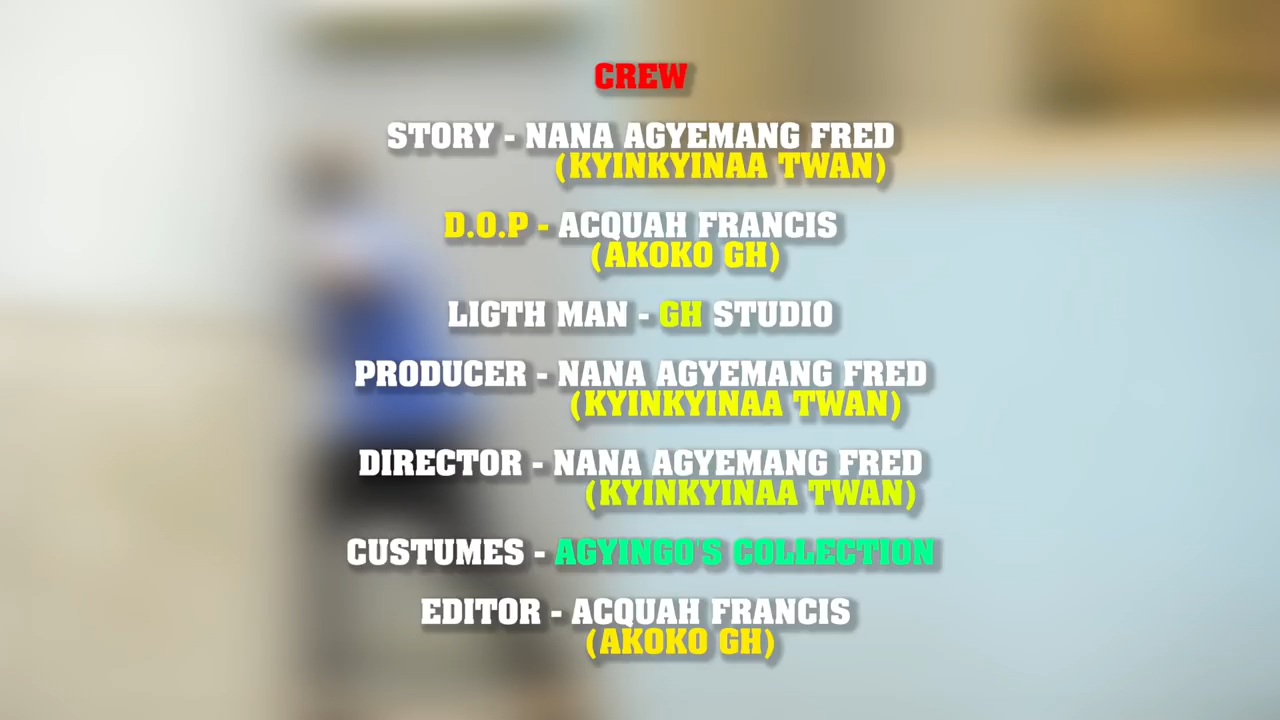 CREW
STORY - NANA AGYEMANG FRED
(KYINKYINAA TWAN)
D.O.P - ACQUAH FRANCIS
(AKOKO GH)
LIGTH MAN - GH STUDIO
PRODUCER - NANA AGYEMANG FRED
(KYINKYINAA TWAN)
DIRECTOR - NANA AGYEMANG FRED
(KYINKYINAA TWAN)
CUSTUMES - AGYINGO'S COLLECTION
EDITOR - ACQUAH FRANCIS
(AKOKO GH)